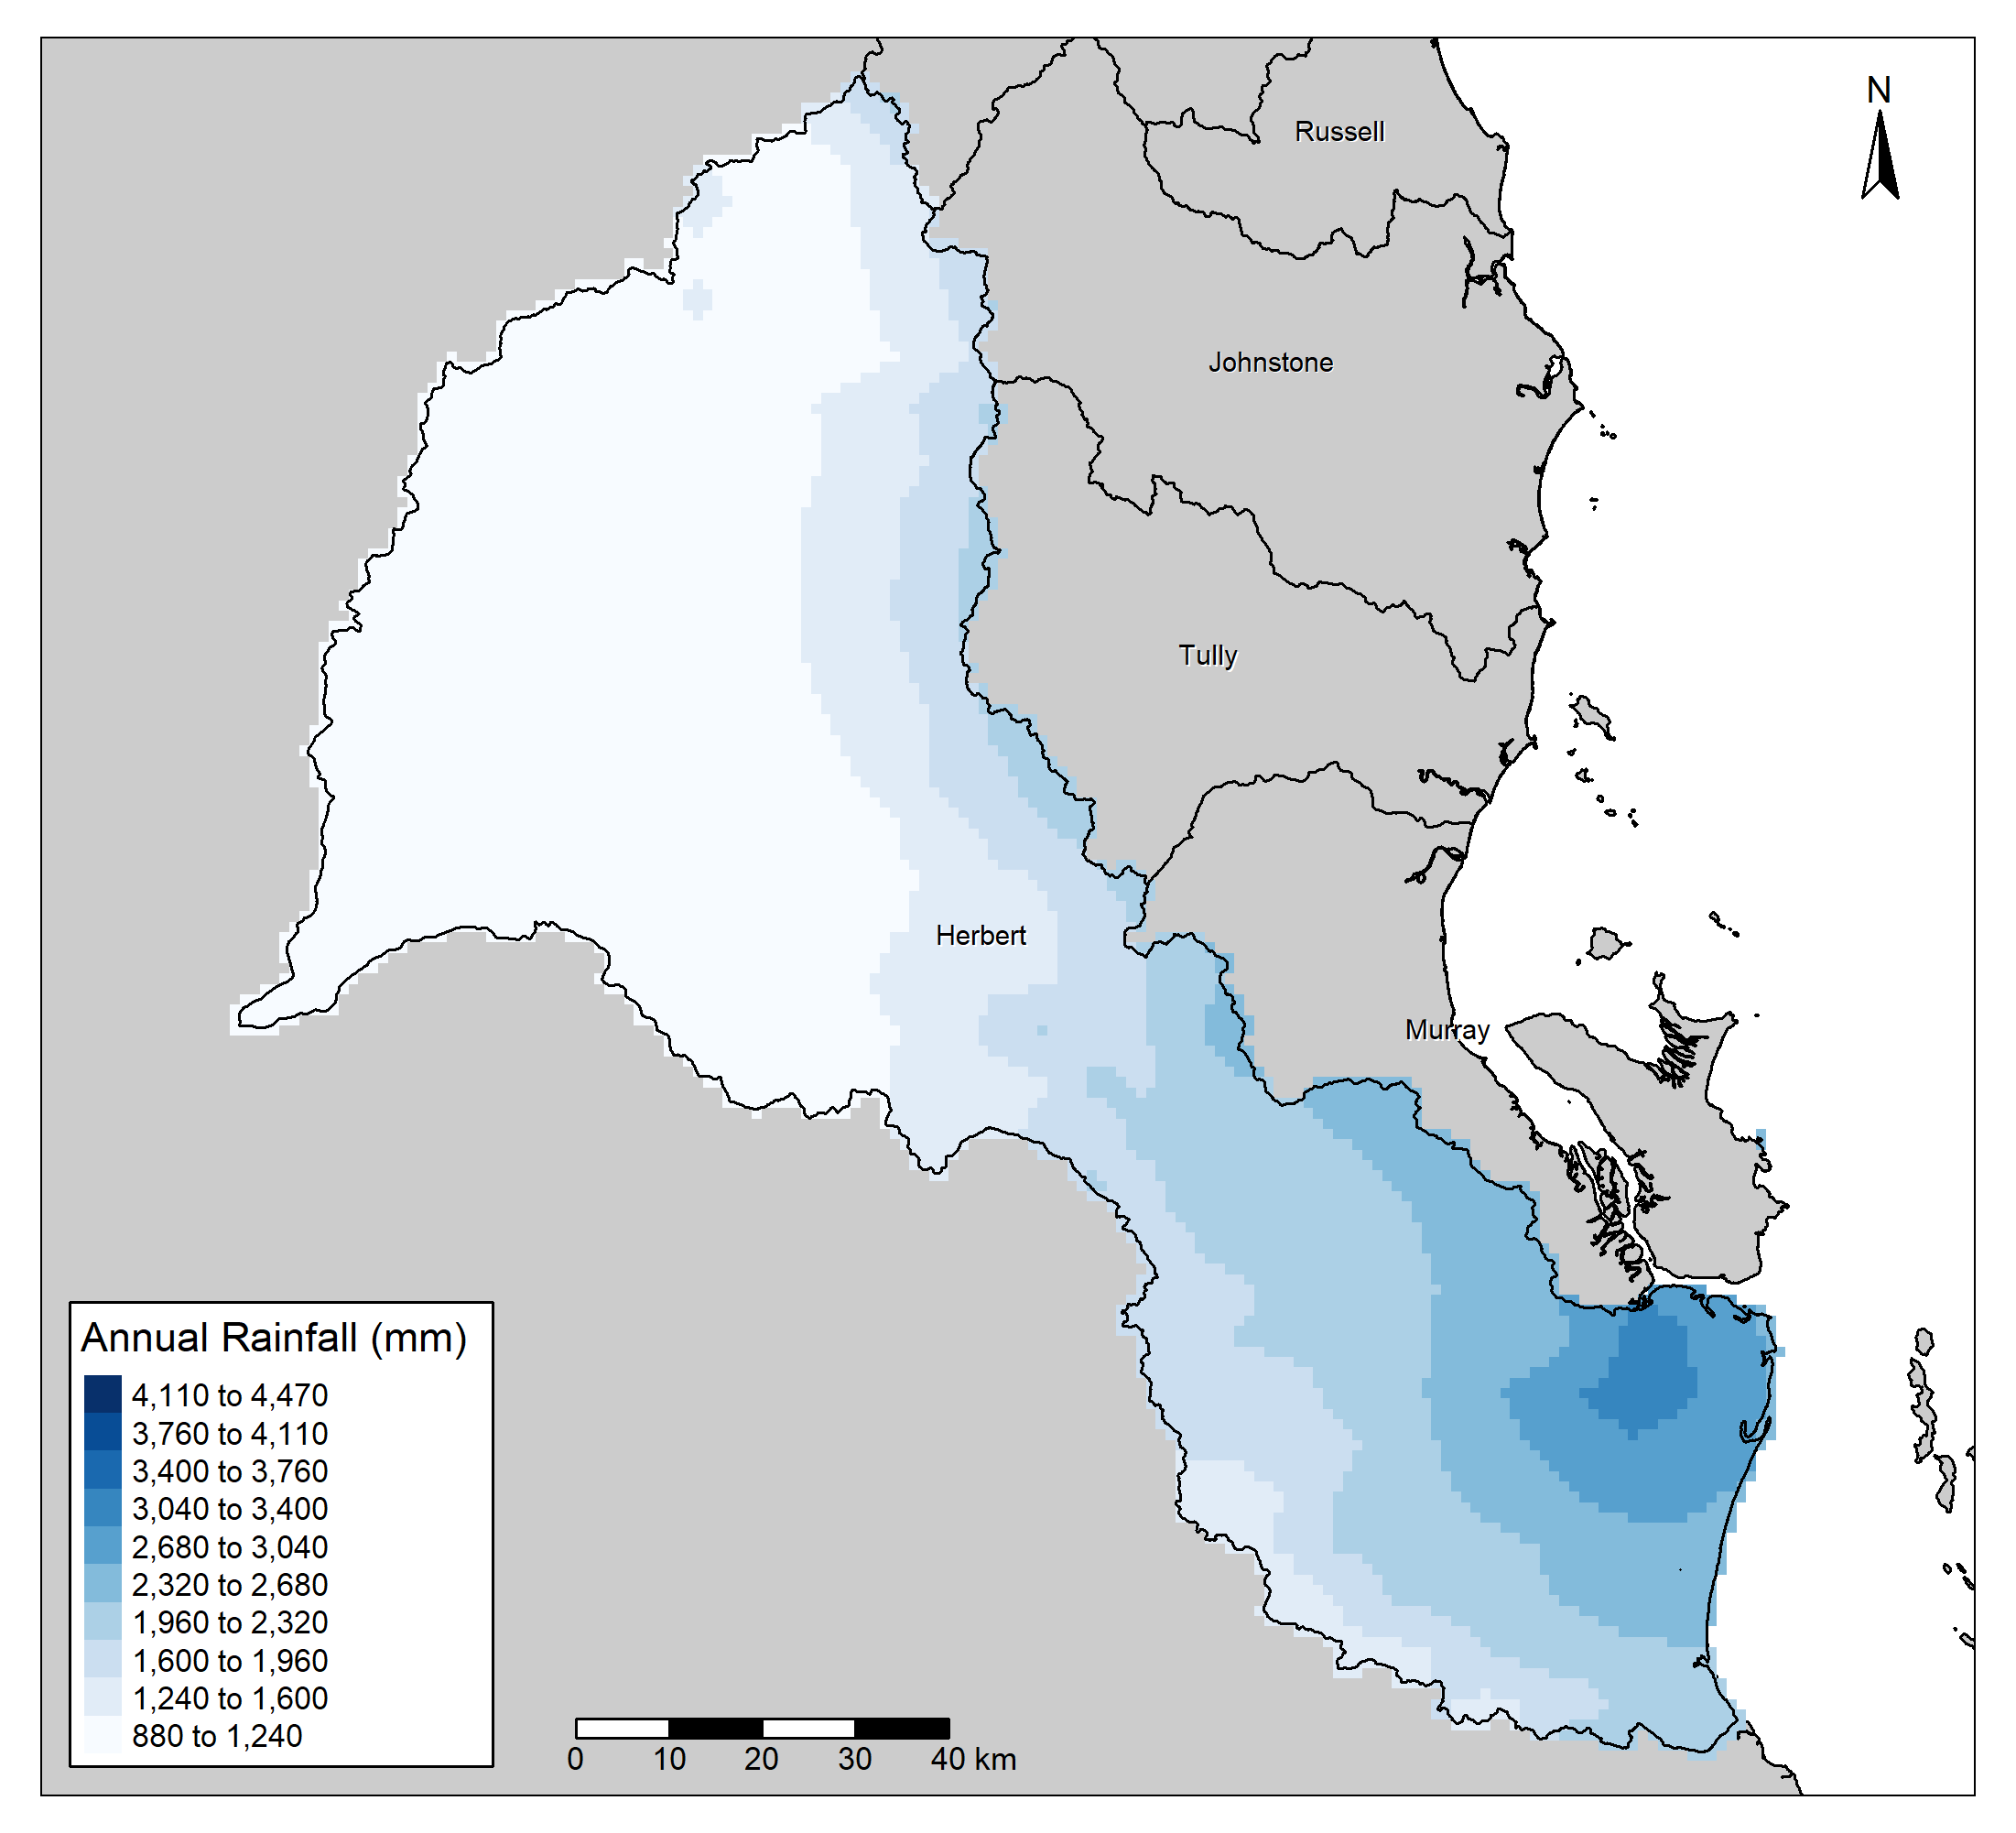 N
Russell
Johnstone
Tully
Herbert
Murray
Annual Rainfall (mm)
4,110 to 4,470
3,760 to 4,110
3,400 to 3,760
3,040 to 3,400
2,680 to 3,040
2,320 to 2,680
1,960 to 2,320
1,600 to 1,960
1,240 to 1,600
880 to 1,240
0 10 20 30 40 km